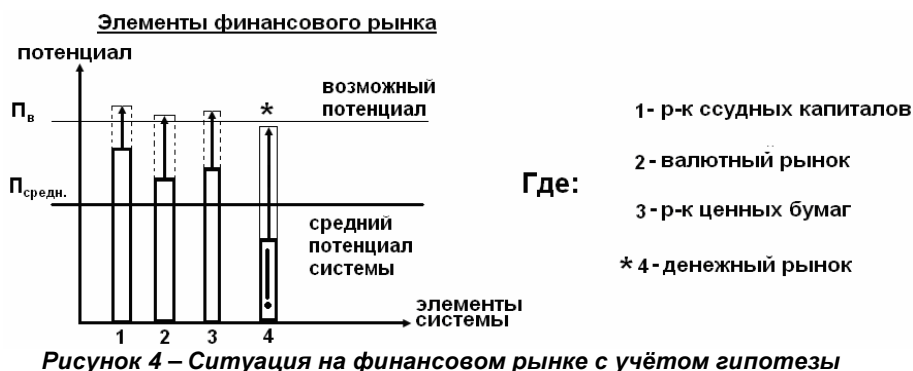 Элементы финансового рынка
потенциал
возможный
потенциал
*
Пв
Псредн.
средний
потенциал
системы
элементы
системы
1 2 3 4
Где:
1- р-к ссудных капиталов
2 - валютный рынок
3 - р-к ценных бумаг
* 4 - денежный рынок
Рисунок 4 – Ситуация на финансовом рынке с учётом гипотезы